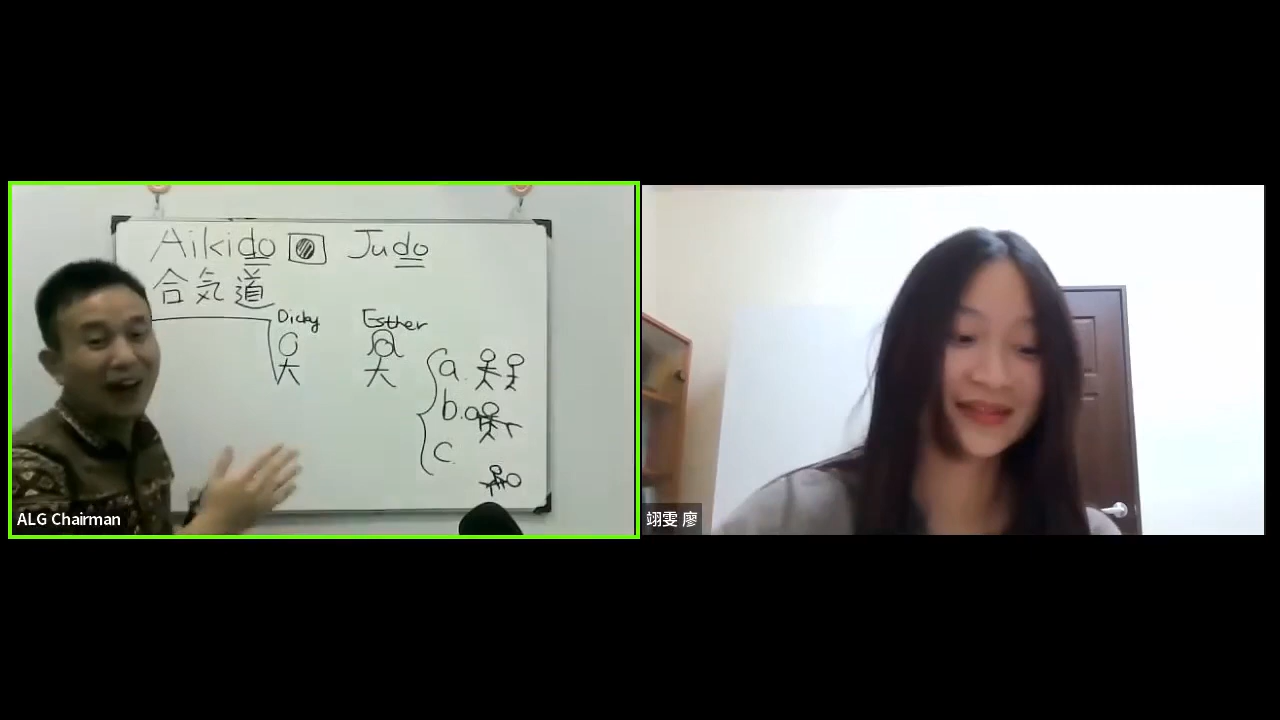 Aikido Judo
合気道
Dicky Esther
a.
b.
c.
ALG Chairman
翊雯 廖